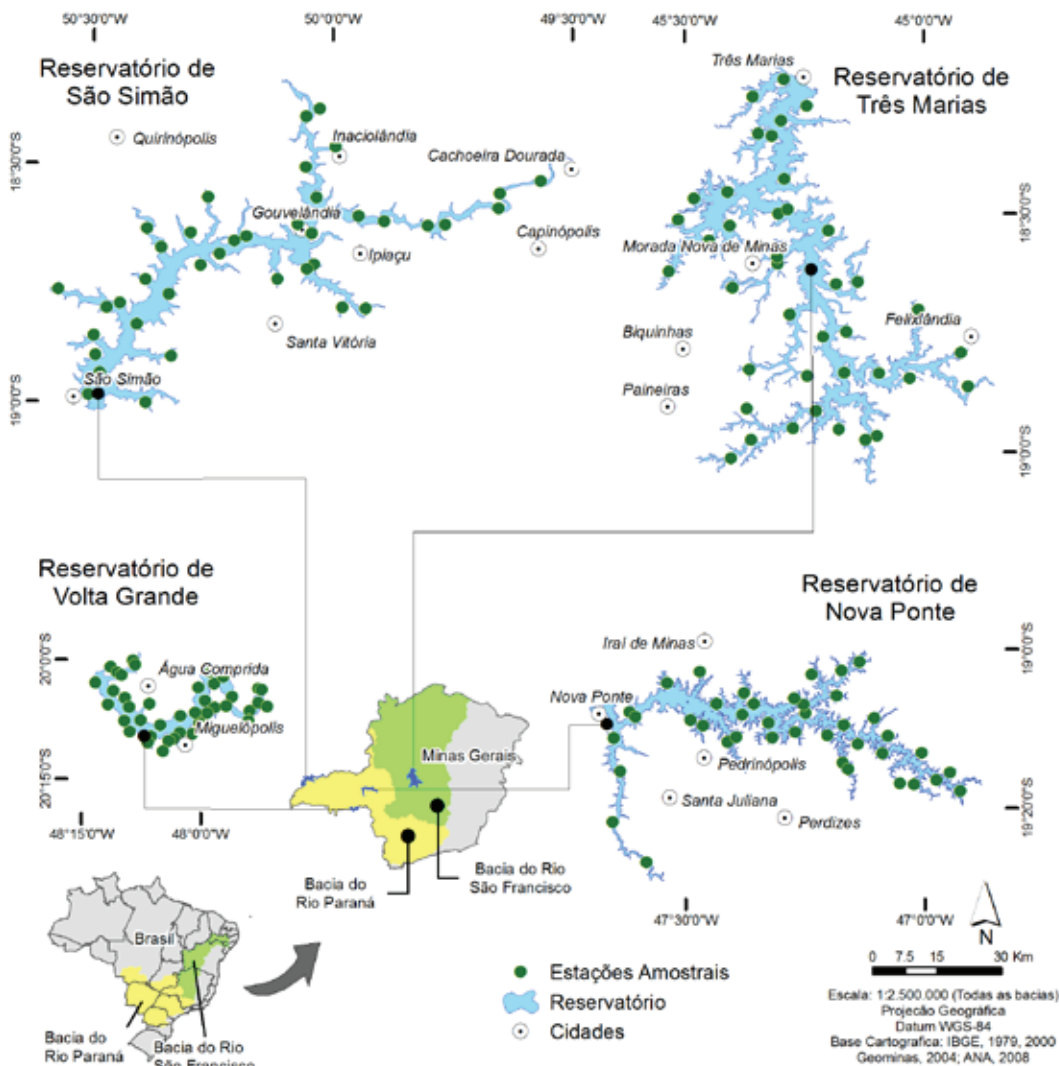 50°30'0"W
50°00'0"W
49°30'0"W
45°30'0"W
45°00'0"W
Reservatório de
São Simão
Quirinópolis
Inaciolândia
Cachoeira Dourada
Gouvelândia
Ipiaçu
Capinópolis
Santa Vitória
São Simão
18°30'0"S
19°00'0"S
Três Marias
Reservatório de
Três Marias
Morada Nova de Minas
Biquinhas
Felixlândia
Paineiras
18°30'0"S
19°0'0"S
Reservatório de
Volta Grande
Água Comprida
Miguelópolis
20°0'0"S
20°15'0"S
48°15'0"W
48°0'0"W
Reservatório de
Nova Ponte
Iraí de Minas
Nova Ponte
Pedrinópolis
Santa Juliana
Perdizes
19°0'0"S
19°20'0"S
47°30'0"W
47°0'0"W
Minas Gerais
Bacia do
Rio Paraná
Bacia do Rio
São Francisco
Brasil
Bacia do
Rio Paraná
Bacia do Rio
São Francisco
Estações Amostrais
Reservatório
Cidades
N
0 7.5 15 30 Km
Escala: 1:2.500.000 (Todas as bacias)
Projecão Geográfica
Datum WGS-84
Base Cartografica: IBGE, 1979, 2000
Geominas, 2004; ANA, 2008